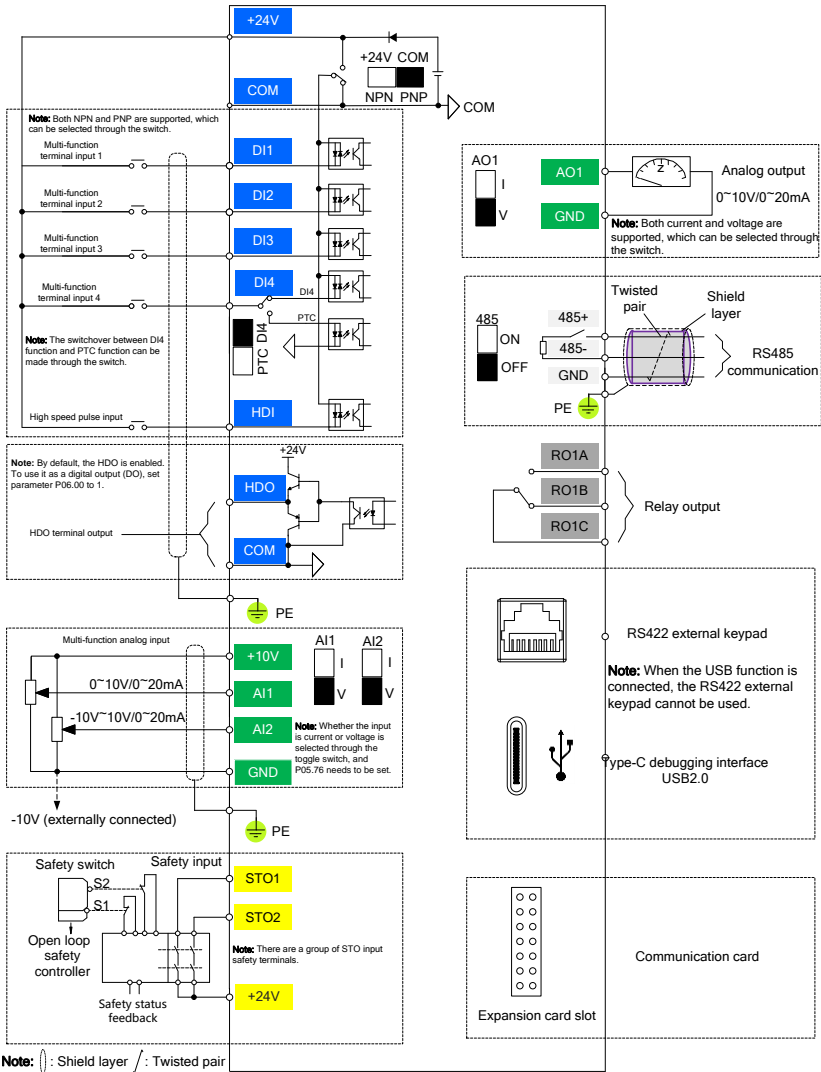 +24V
+24V COM
NPN PNP
COM
COM
Note: Both NPN and PNP are supported, which
can be selected through the switch.
Multi-function
terminal input 1
DI1
Multi-function
terminal input 2
DI2
Multi-function
terminal input 3
DI3
Multi-function
terminal input 4
DI4
DI4
PTC
PTC DI4
Note: The switchover between DI4
function and PTC function can be
made through the switch.
High speed pulse input
HDI
Note: By default, the HDO is enabled.
To use it as a digital output (DO), set
parameter P06.00 to 1.
+24V
HDO
HDO terminal output
COM
PE
Multi-function analog input
+10V
AI1
AI2
I
V
I
V
0~10V/0~20mA
AI1
-10V~10V/0~20mA
AI2
Note: Whether the input
is current or voltage is
selected through the
toggle switch, and
P05.76 needs to be set.
GND
-10V (externally connected)
PE
Safety switch
Safety input
S2
S1
STO1
STO2
Open loop
safety
controller
Note: There are a group of STO input
safety terminals.
+24V
Safety status
feedback
Note: : Shield layer : Twisted pair
AO1
I
V
AO1
GND
Z
Analog output
0~10V/0~20mA
Note: Both current and voltage are
supported, which can be selected through
the switch.
485
ON
OFF
485+
485-
GND
PE
Twisted
pair
Shield
layer
RS485
communication
RO1A
RO1B
RO1C
Relay output
RS422 external keypad
Note: When the USB function is
connected, the RS422 external
keypad cannot be used.
Type-C debugging interface
USB2.0
Expansion card slot
Communication card